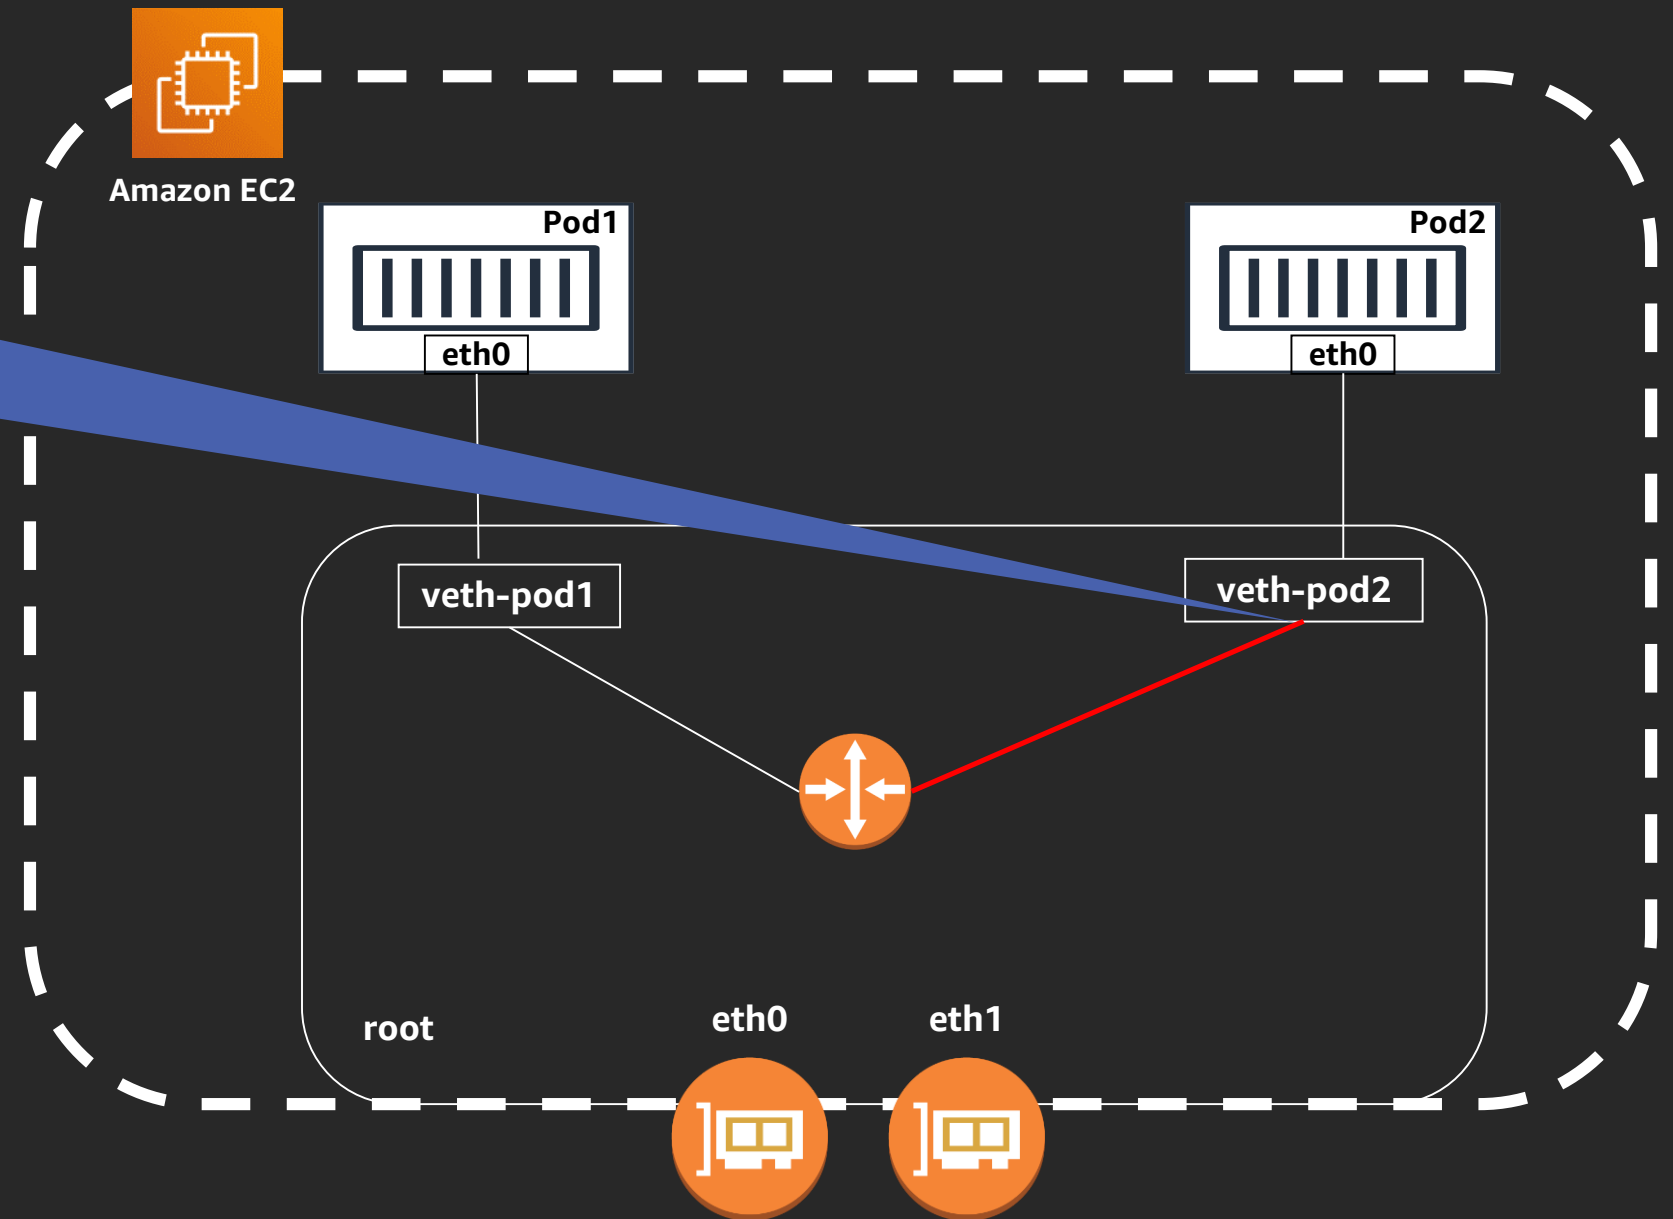 Amazon EC2
Pod1
eth0
Pod2
eth0
veth-pod1
veth-pod2
root
eth0
eth1